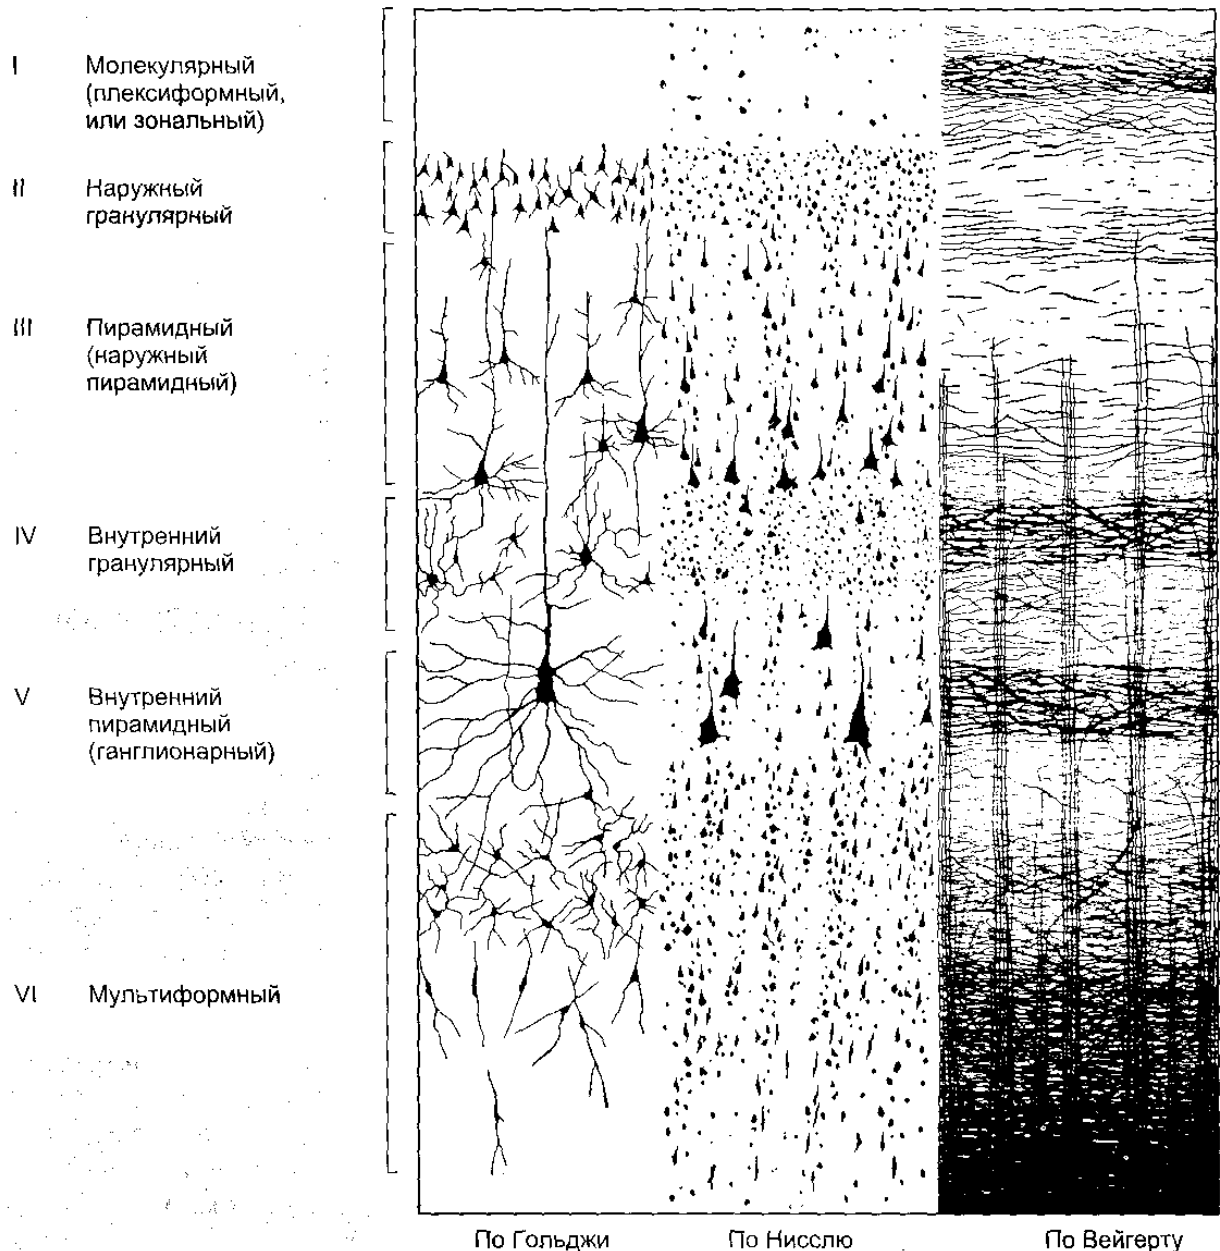 I Молекулярный
(плексиформный,
или зональный)
II Наружный
гранулярный
III Пирамидный
(наружный
пирамидный)
IV Внутренний
гранулярный
V Внутренний
пирамидный
(ганглионарный)
VI Мультиформный
По Гольджи По Нисслю По Вейгерту